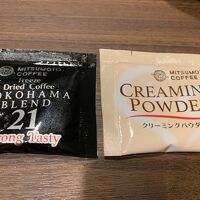 MITSUMOTO COFFEE
Freeze
Dried Coffee
YOKOHAMA
BLEND
21
Strong Tasty
MITSUMOTO
COFFEE
CREAMING
POWDER
クリーミングパウダー